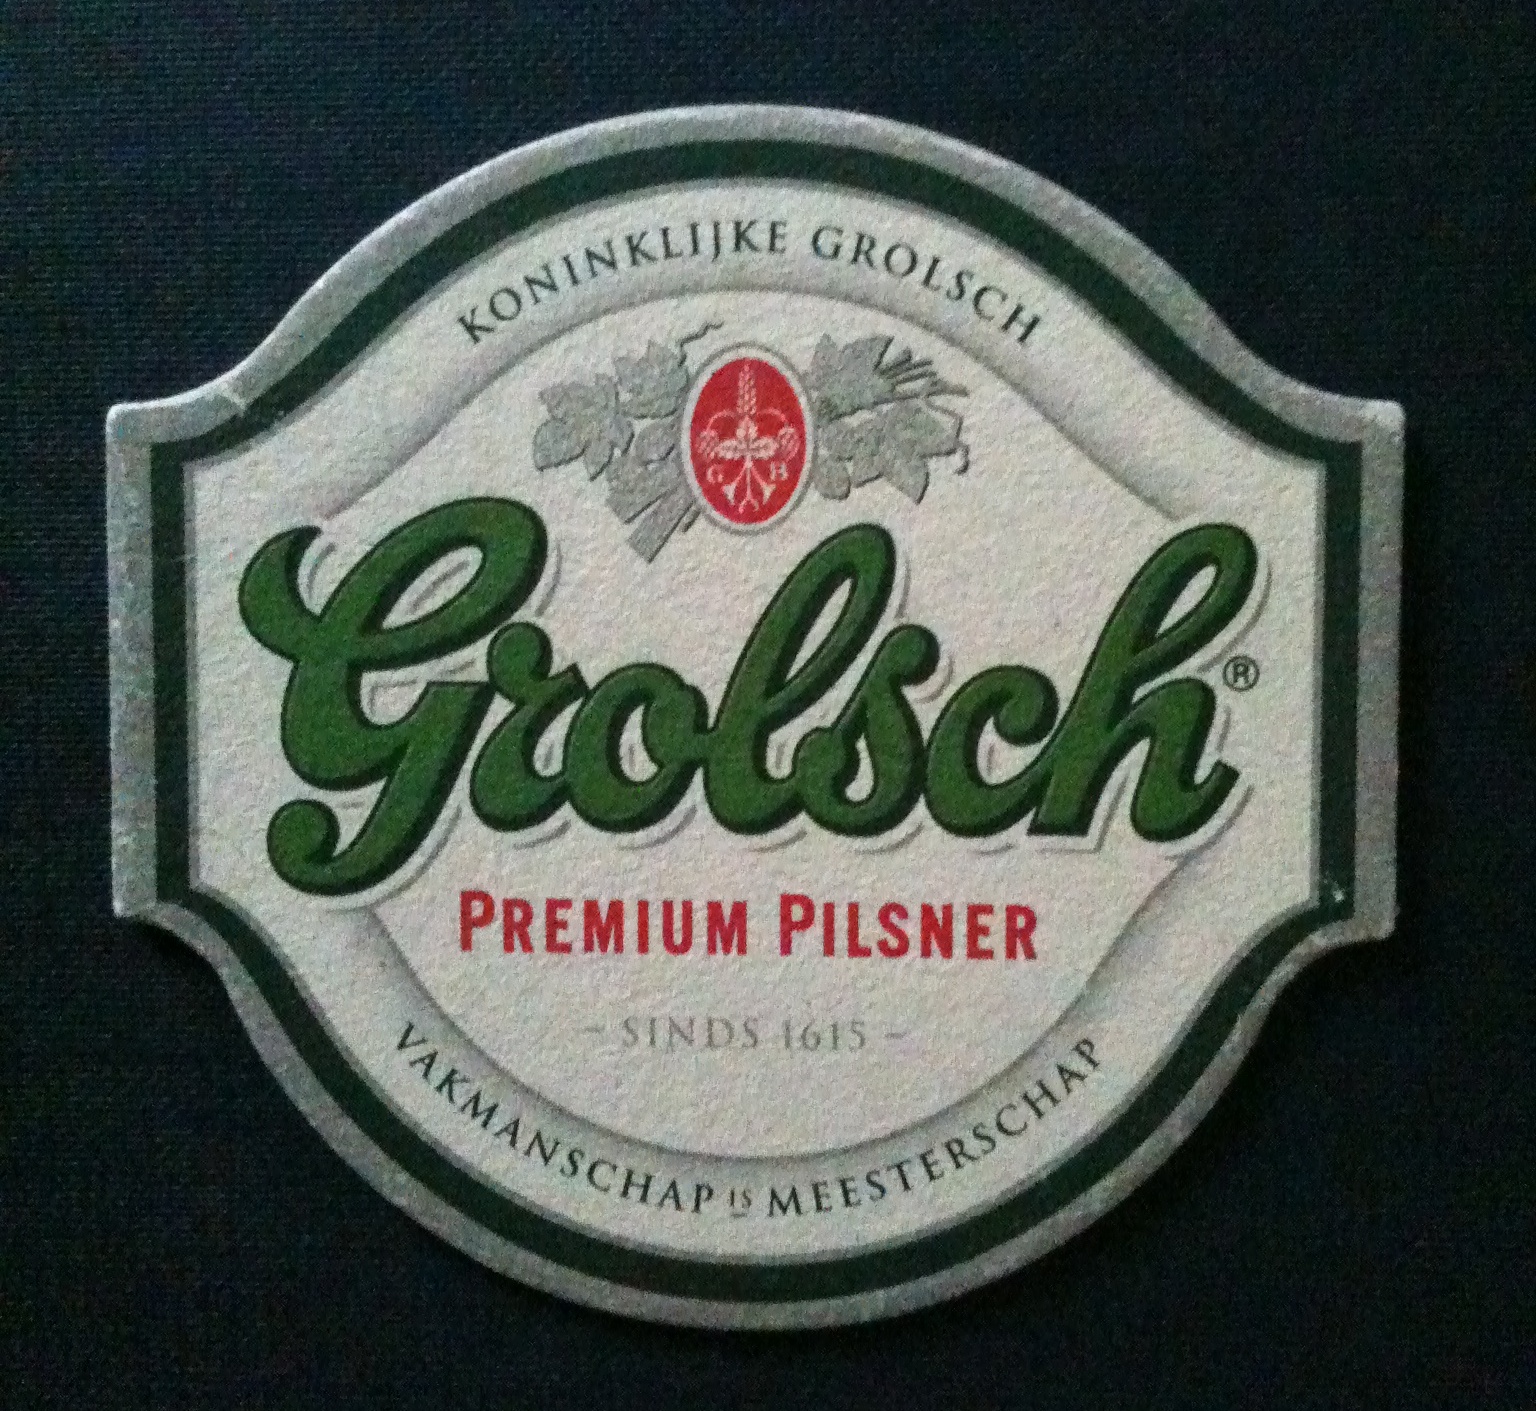 KONINKLIJKE GROLSCH
G H
Grolsch®
PREMIUM PILSNER
– SINDS 1615 –
VAKMANSCHAP IS MEESTERSCHAP